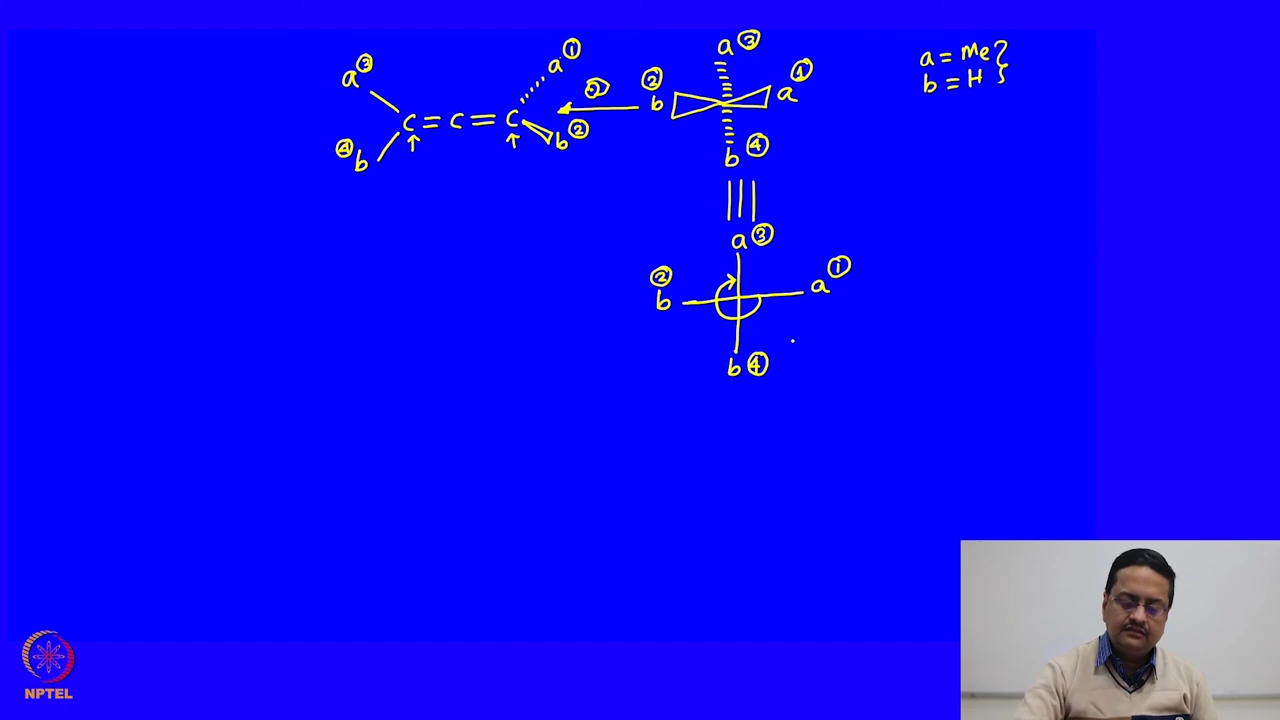 a ③
a ①
④ b
C = C = C
b ②
a ③
② b
a ①
b ④
a = Me
b = H
a ③
② b
a ①
b ④
NPTEL